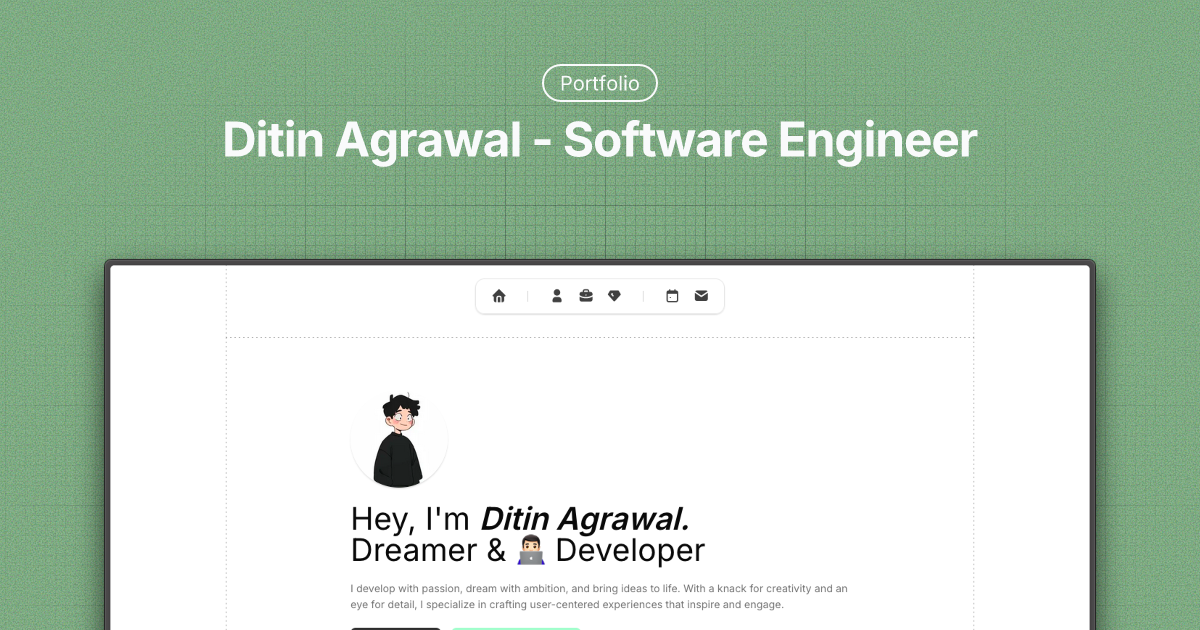 Portfolio
Ditin Agrawal - Software Engineer
Hey, I'm Ditin Agrawal.
Dreamer & 👨🏻‍💻 Developer
I develop with passion, dream with ambition, and bring ideas to life. With a knack for creativity and an
eye for detail, I specialize in crafting user-centered experiences that inspire and engage.